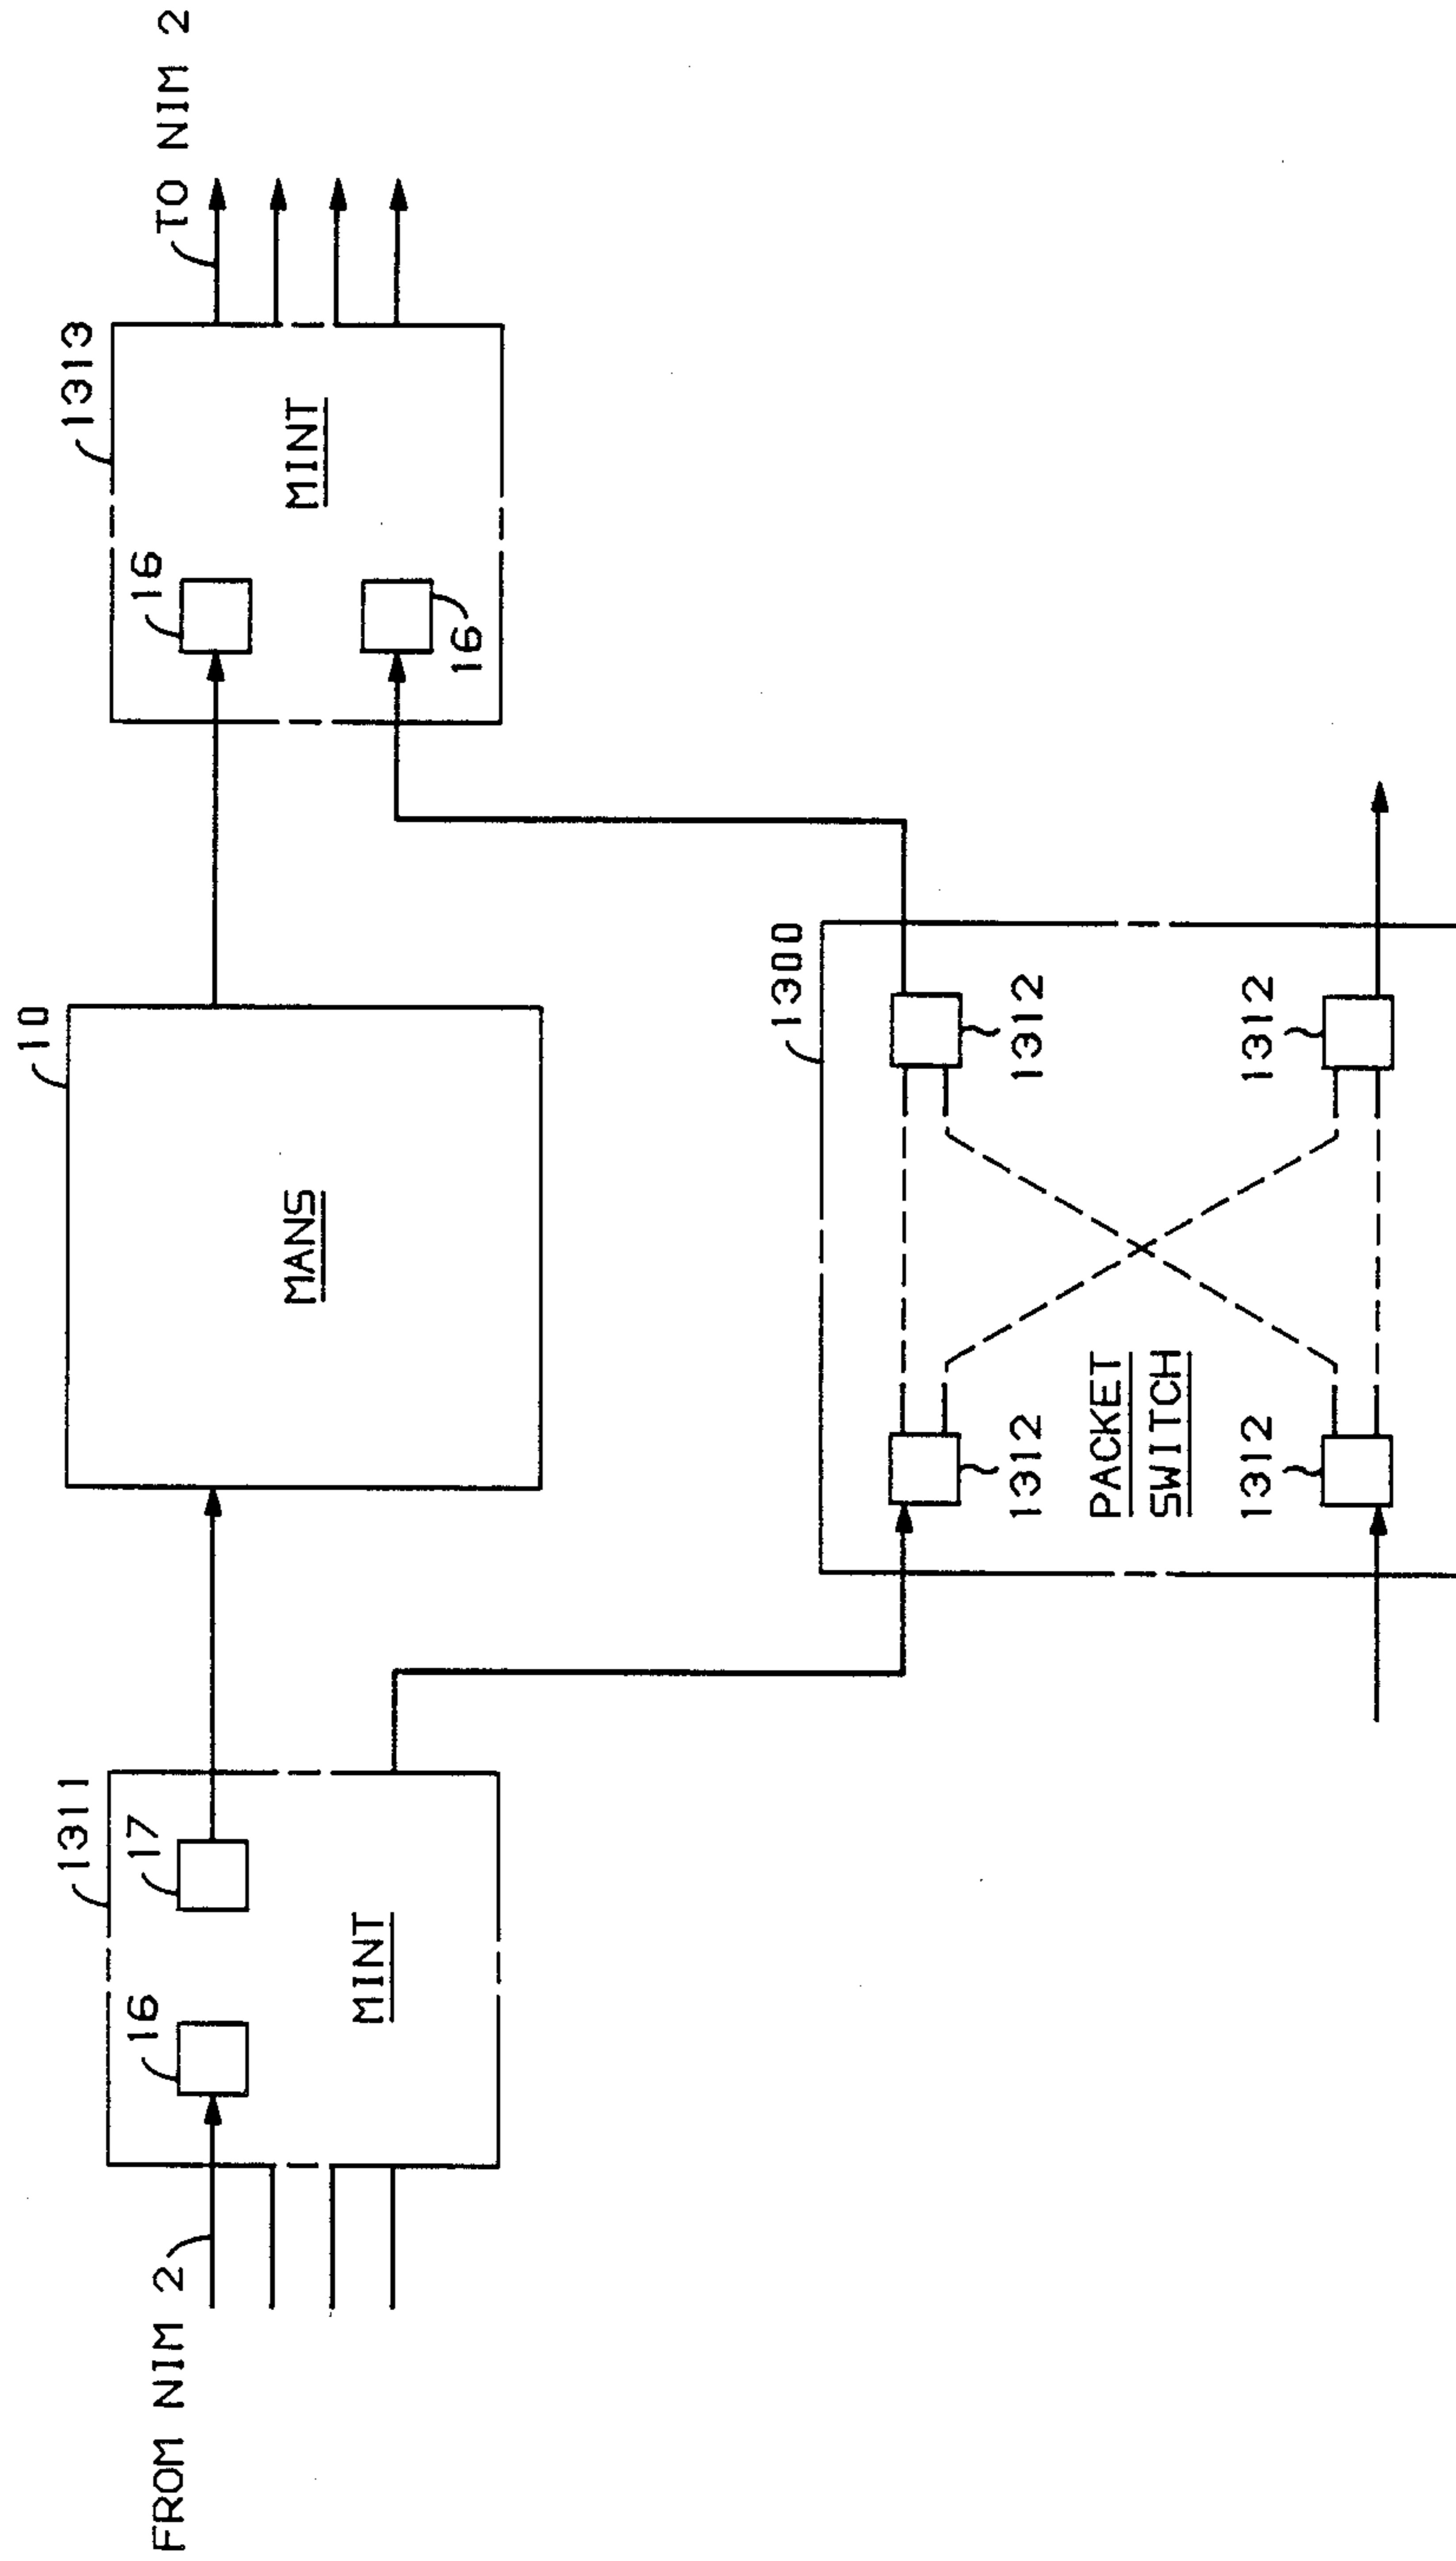 FROM NIM 2
1311
16
17
MINT
10
MANS
1313
16
16
MINT
TO NIM 2
1300
1312
1312
PACKET
SWITCH
1312
1312